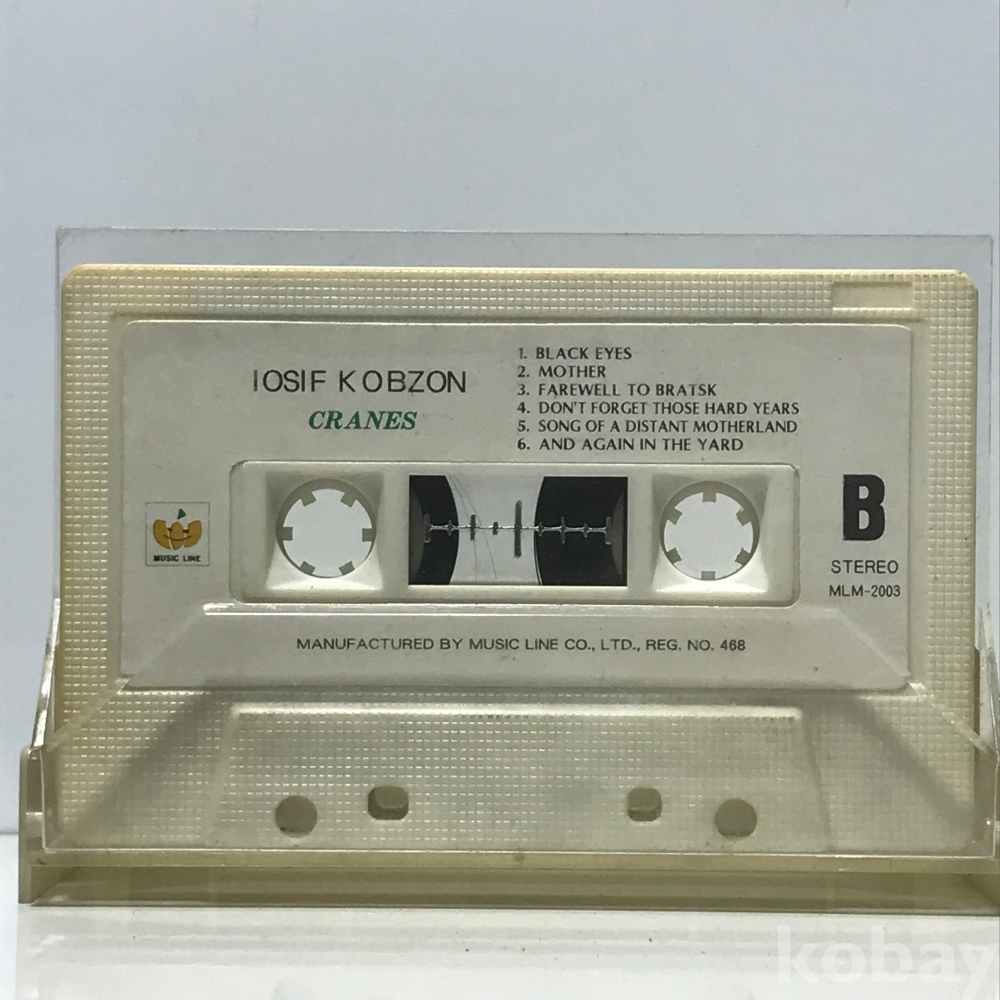 IOSIF KOBZON
CRANES
1. BLACK EYES
2. MOTHER
3. FAREWELL TO BRATSK
4. DON'T FORGET THOSE HARD YEARS
5. SONG OF A DISTANT MOTHERLAND
6. AND AGAIN IN THE YARD
MUSIC LINE
B
STEREO
MLM-2003
MANUFACTURED BY MUSIC LINE CO., LTD., REG. NO. 468
kobay